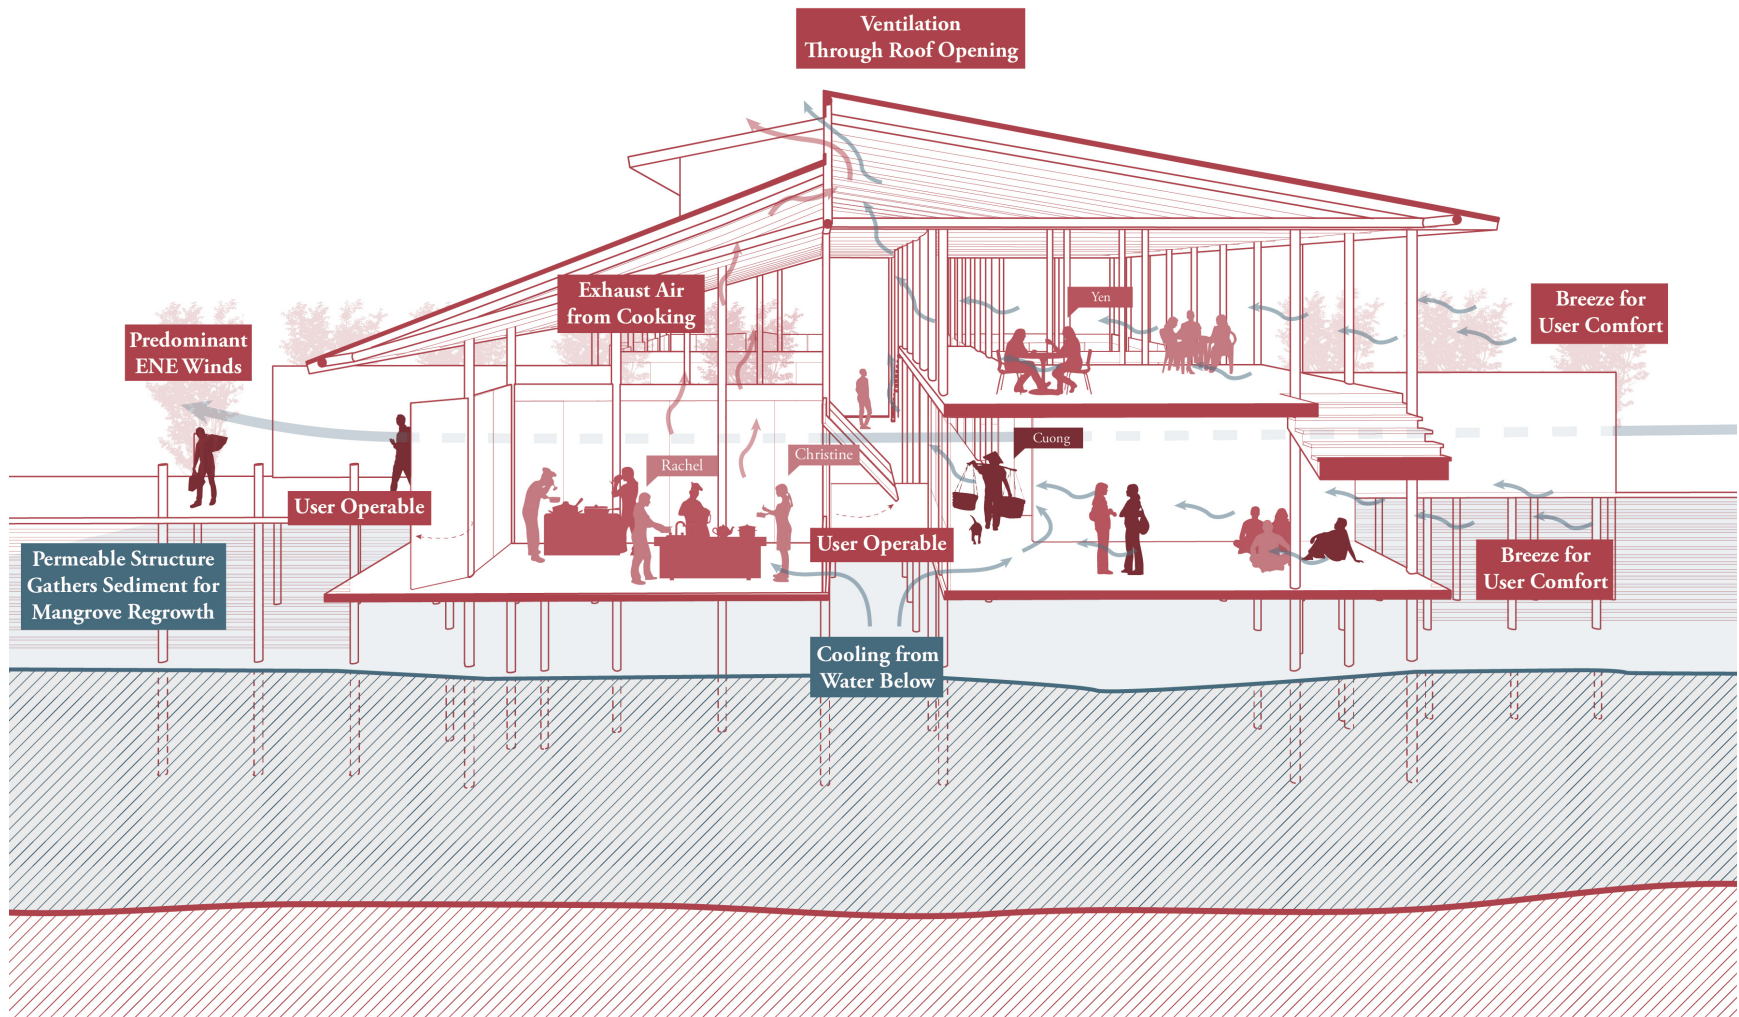 Ventilation
Through Roof Opening
Exhaust Air
from Cooking
Yen
Breeze for
User Comfort
Predominant
ENE Winds
Cuong
Christine
Rachel
User Operable
User Operable
Permeable Structure
Gathers Sediment for
Mangrove Regrowth
Breeze for
User Comfort
Cooling from
Water Below